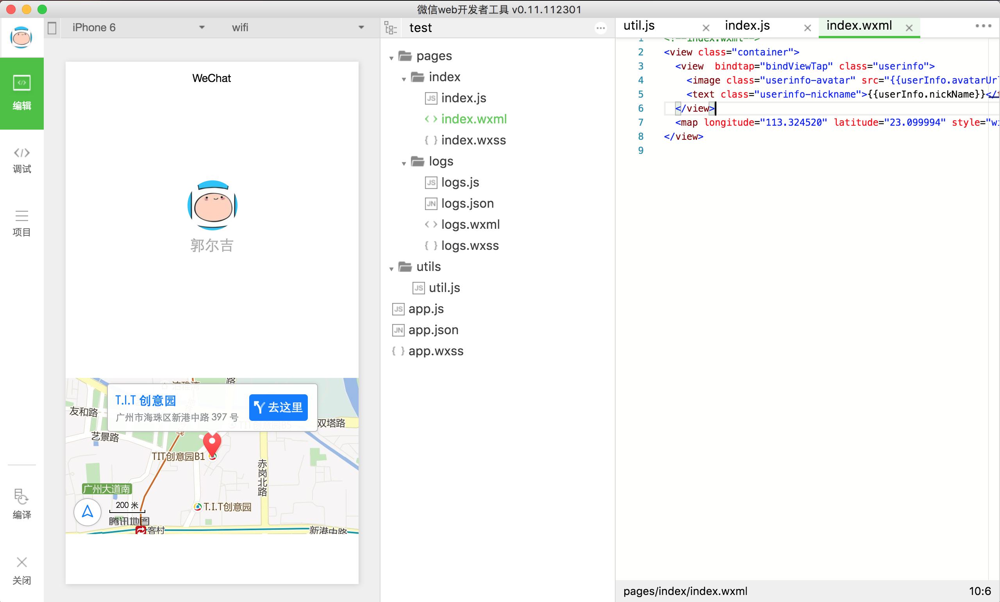 微信web开发者工具 v0.11.112301
编辑
调试
项目
编译
关闭
iPhone 6
wifi
WeChat
郭尔吉
T.I.T 创意园
广州市海珠区新港中路 397 号
去这里
路
友和路
双塔路
艺景路
TIT创意园B1
赤岗北路
广州大道南
200 米
腾讯地图
T.I.T创意园
客村
新港中路
test
pages
index
index.js
index.wxml
index.wxss
logs
logs.js
logs.json
logs.wxml
logs.wxss
utils
util.js
app.js
app.json
app.wxss
util.js
index.js
index.wxml
1 <!--index.wxml-->
2 <view class="container">
3 <view bindtap="bindViewTap" class="userinfo">
4 <image class="userinfo-avatar" src="{{userInfo.avatarUr
5 <text class="userinfo-nickname">{{userInfo.nickName}}</
6 </view>
7 <map longitude="113.324520" latitude="23.099994" style="wi
8 </view>
9
pages/index/index.wxml
10:6